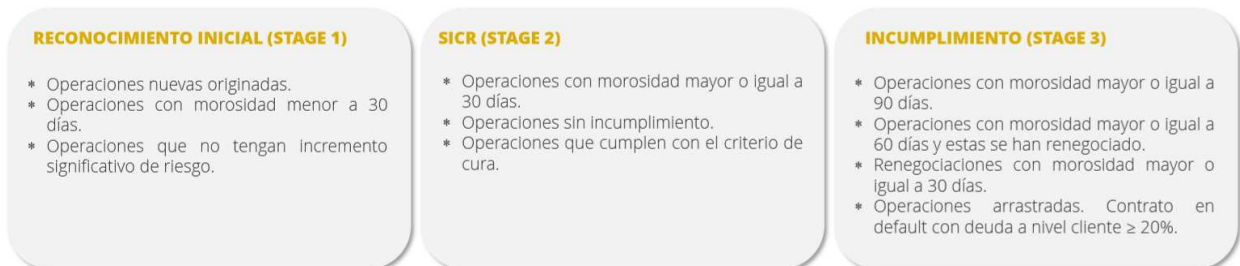 RECONOCIMIENTO INICIAL (STAGE 1)
* Operaciones nuevas originadas.
* Operaciones con morosidad menor a 30
días.
* Operaciones que no tengan incremento
significativo de riesgo.
SICR (STAGE 2)
* Operaciones con morosidad mayor o igual a
30 días.
* Operaciones sin incumplimiento.
* Operaciones que cumplen con el criterio de
cura.
INCUMPLIMIENTO (STAGE 3)
* Operaciones con morosidad mayor o igual a
90 días.
* Operaciones con morosidad mayor o igual a
60 días y estas se han renegociado.
* Renegociaciones con morosidad mayor o
igual a 30 días.
* Operaciones arrastradas. Contrato en
default con deuda a nivel cliente ≥ 20%.